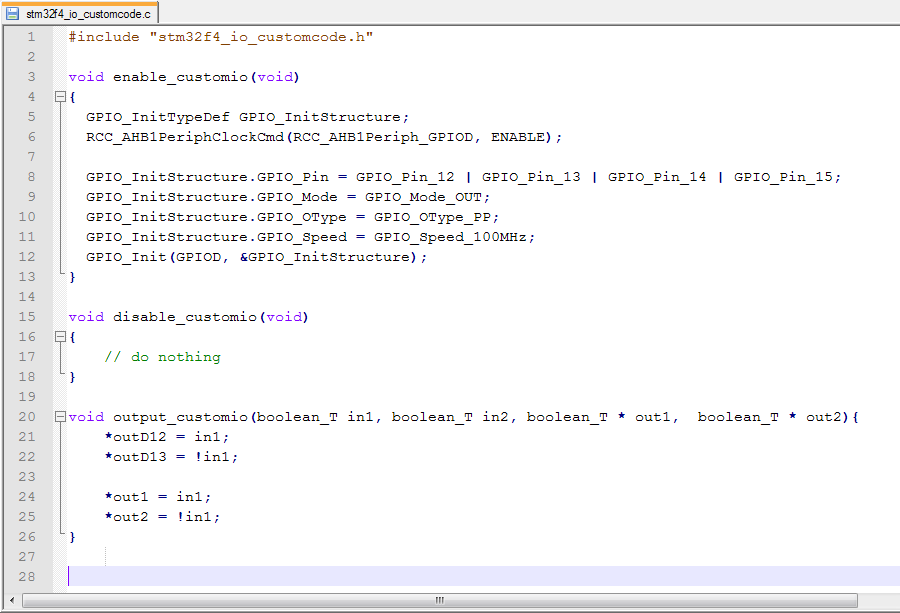 stm32f4_io_customcode.c
1 #include "stm32f4_io_customcode.h"
2
3 void enable_customio(void)
4 {
5 GPIO_InitTypeDef GPIO_InitStructure;
6 RCC_AHB1PeriphClockCmd(RCC_AHB1Periph_GPIOD, ENABLE);
7
8 GPIO_InitStructure.GPIO_Pin = GPIO_Pin_12 | GPIO_Pin_13 | GPIO_Pin_14 | GPIO_Pin_15;
9 GPIO_InitStructure.GPIO_Mode = GPIO_Mode_OUT;
10 GPIO_InitStructure.GPIO_OType = GPIO_OType_PP;
11 GPIO_InitStructure.GPIO_Speed = GPIO_Speed_100MHz;
12 GPIO_Init(GPIOD, &GPIO_InitStructure);
13 }
14
15 void disable_customio(void)
16 {
17 // do nothing
18 }
19
20 void output_customio(boolean_T in1, boolean_T in2, boolean_T * out1,  boolean_T * out2){
21 *outD12 = in1;
22 *outD13 = !in1;
23
24 *out1 = in1;
25 *out2 = !in1;
26 }
27
28